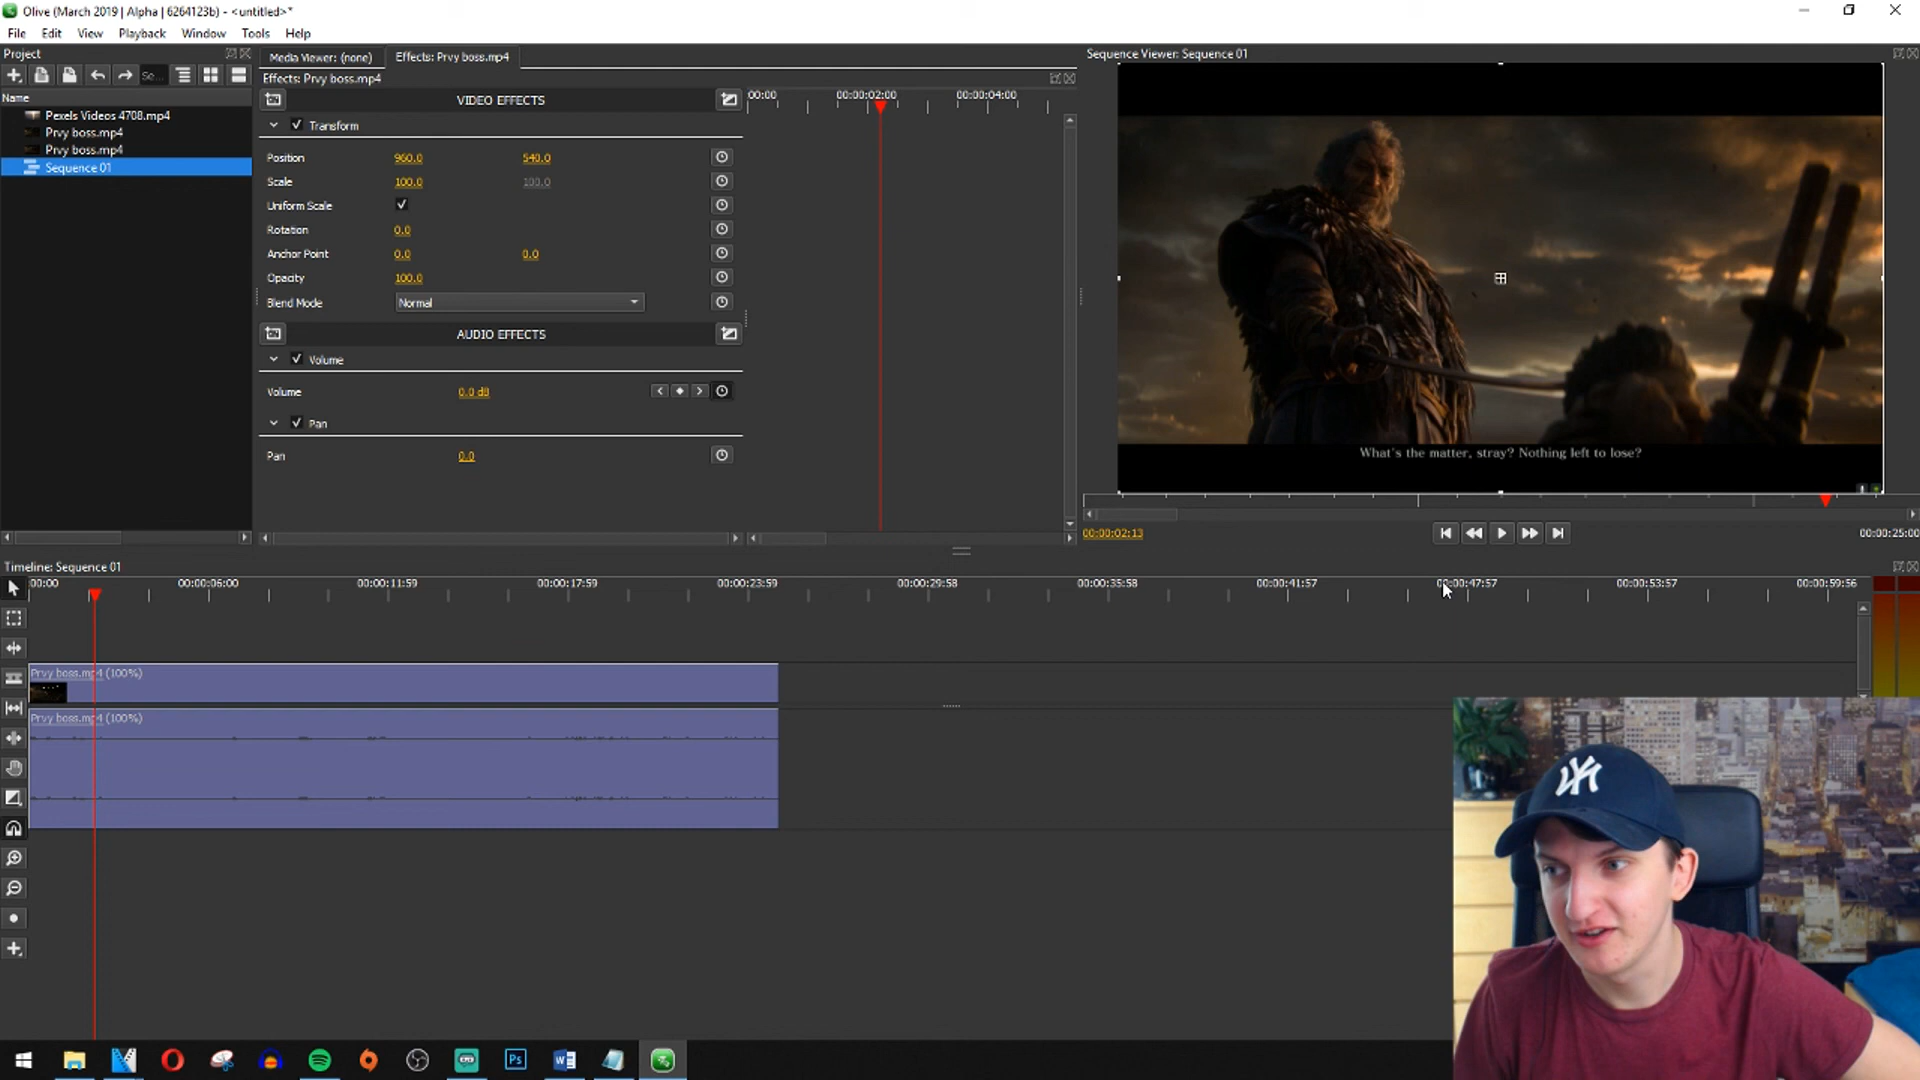 Olive (March 2019 | Alpha | 6264123b) - <untitled>*
File Edit View Playback Window Tools Help
Project
Se...
Name
Pexels Videos 4708.mp4
Prvy boss.mp4
Prvy boss.mp4
Sequence 01
Media Viewer: (none)
Effects: Prvy boss.mp4
Effects: Prvy boss.mp4
VIDEO EFFECTS
Transform
Position 960.0 540.0
Scale 100.0 100.0
Uniform Scale
Rotation 0.0
Anchor Point 0.0 0.0
Opacity 100.0
Blend Mode Normal
AUDIO EFFECTS
Volume
Volume 0.0 dB
Pan
Pan 0.0
00:00 00:00:02:00 00:00:04:00
Sequence Viewer: Sequence 01
What's the matter, stray? Nothing left to lose?
00:00:02:13
00:00:25:00
Timeline: Sequence 01
00:00 00:00:06:00 00:00:11:59 00:00:17:59 00:00:23:59 00:00:29:58 00:00:35:58 00:00:41:57 00:00:47:57 00:00:53:57 00:00:59:56
Prvy boss.mp4 (100%)
Prvy boss.mp4 (100%)
NY
Ps
W